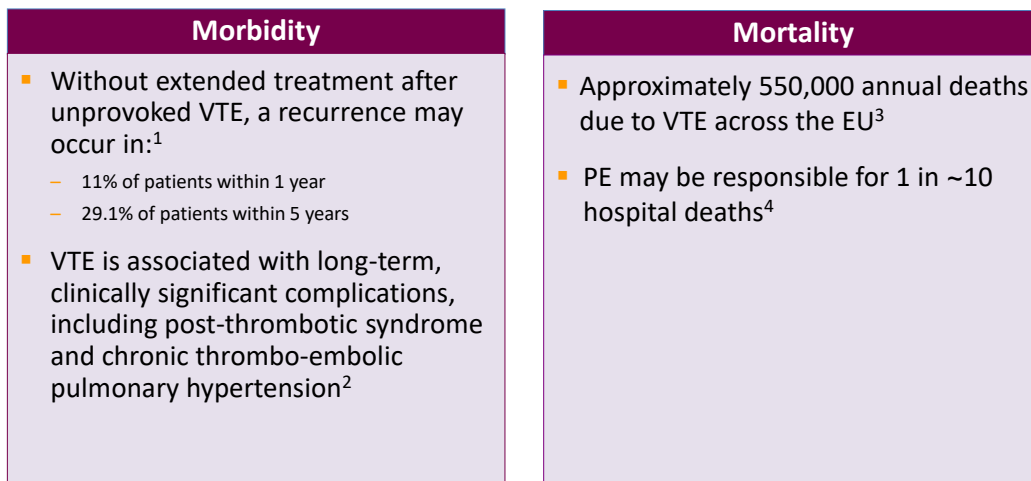 Morbidity
▪ Without extended treatment after
unprovoked VTE, a recurrence may
occur in:¹
– 11% of patients within 1 year
– 29.1% of patients within 5 years
▪ VTE is associated with long-term,
clinically significant complications,
including post-thrombotic syndrome
and chronic thrombo-embolic
pulmonary hypertension²
Mortality
▪ Approximately 550,000 annual deaths
due to VTE across the EU³
▪ PE may be responsible for 1 in ~10
hospital deaths⁴